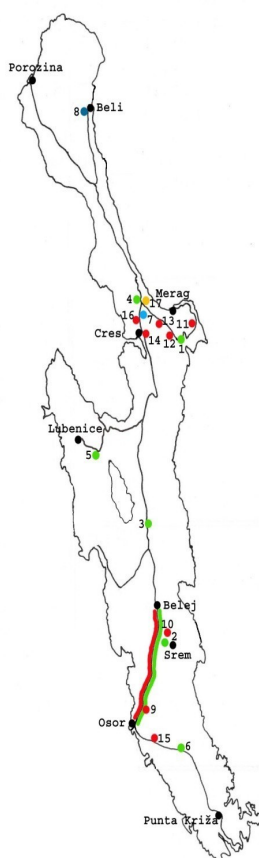 Porozina
8 Beli
4 17
Merag
16 7 13 11
Cres 14 12 1
Lubenice
5
3
Belej
10
2
Srem
9
Osor
15
6
Punta Križa